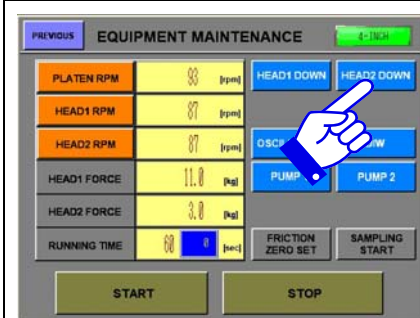 PREVIOUS EQUIPMENT MAINTENANCE 4-INCH
PLATEN RPM 93 [rpm] HEAD1 DOWN HEAD2 DOWN
HEAD1 RPM 87 [rpm]
HEAD2 RPM 87 [rpm]
HEAD1 FORCE 11.0 [kg] PUMP PUMP 2
HEAD2 FORCE 3.0 [kg]
RUNNING TIME 60 0 [sec] FRICTION ZERO SET SAMPLING START
START STOP